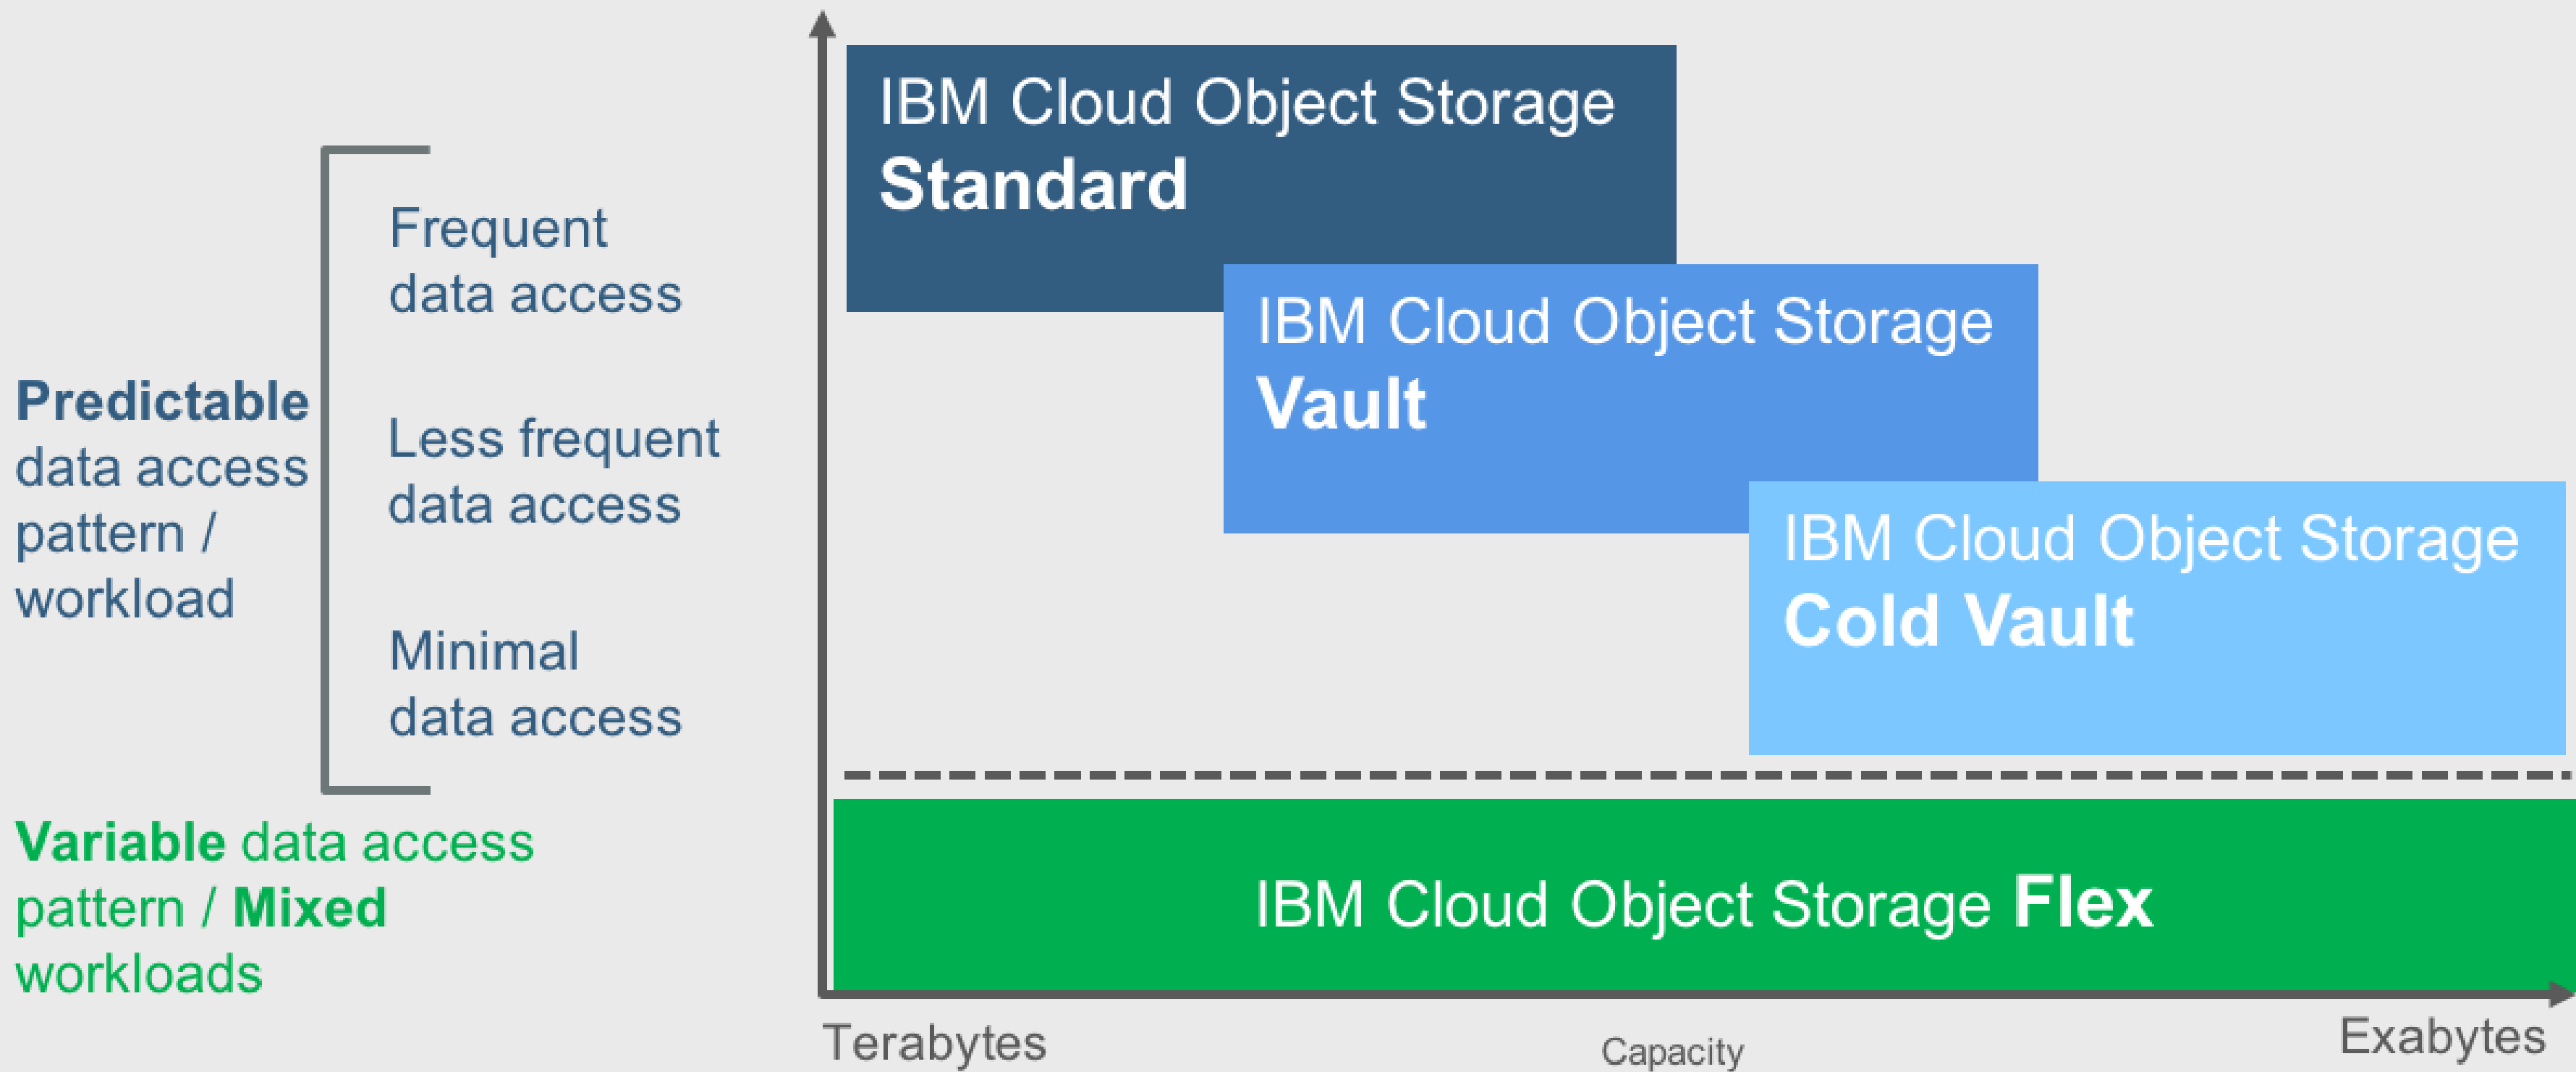 IBM Cloud Object Storage
Standard
Frequent
data access
IBM Cloud Object Storage
Vault
Predictable
data access
pattern /
workload
Less frequent
data access
IBM Cloud Object Storage
Cold Vault
Minimal
data access
Variable data access
pattern / Mixed
workloads
IBM Cloud Object Storage Flex
Terabytes
Capacity
Exabytes